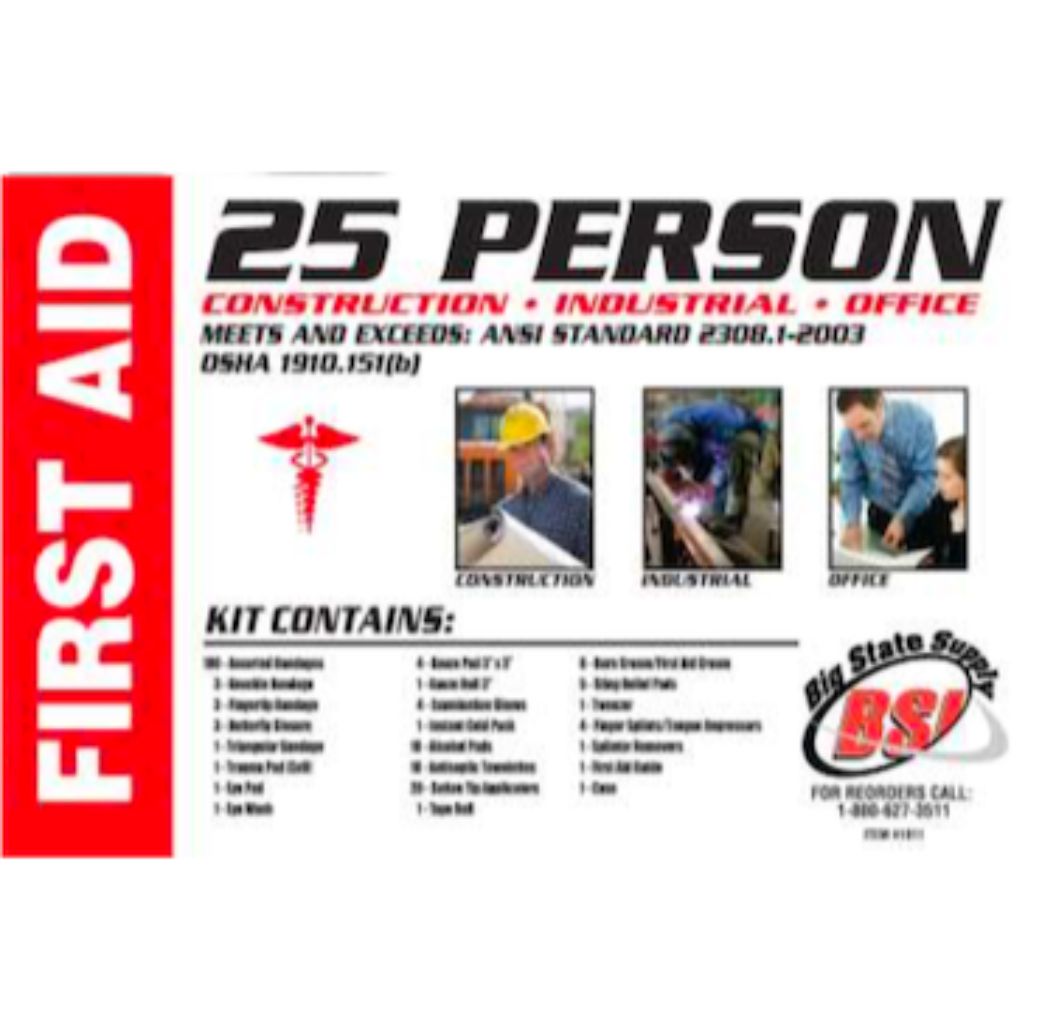 FIRST AID
25 PERSON
CONSTRUCTION • INDUSTRIAL • OFFICE
MEETS AND EXCEEDS: ANSI STANDARD 2308.1-2003
OSHA 1910.151(b)
CONSTRUCTION
INDUSTRIAL
OFFICE
KIT CONTAINS:
- Assorted Bandages
3 - Knuckle Bandage
3 - Fingertip Bandage
3 - Butterfly Closure
1 - Triangular Bandage
1 - Trauma Pad
1 - Eye Pad
1 - Eye Wash
4 - Gauze Pad 3" x 3"
1 - Gauze Roll 2"
4 - Examination Gloves
1 - Instant Cold Pack
10 - Alcohol Pads
10 - Antiseptic Towelettes
20 - Cotton Tip Applicators
1 - Tape Roll
6 - Burn Cream/First Aid Cream
5 - Sting Relief Pads
1 - Tweezer
4 - Finger Splints/Tongue Depressors
1 - Splinter Removers
1 - First Aid Guide
1 - Case
Big State Supply
BSI
FOR REORDERS CALL:
1-800-627-3511
ITEM #1011